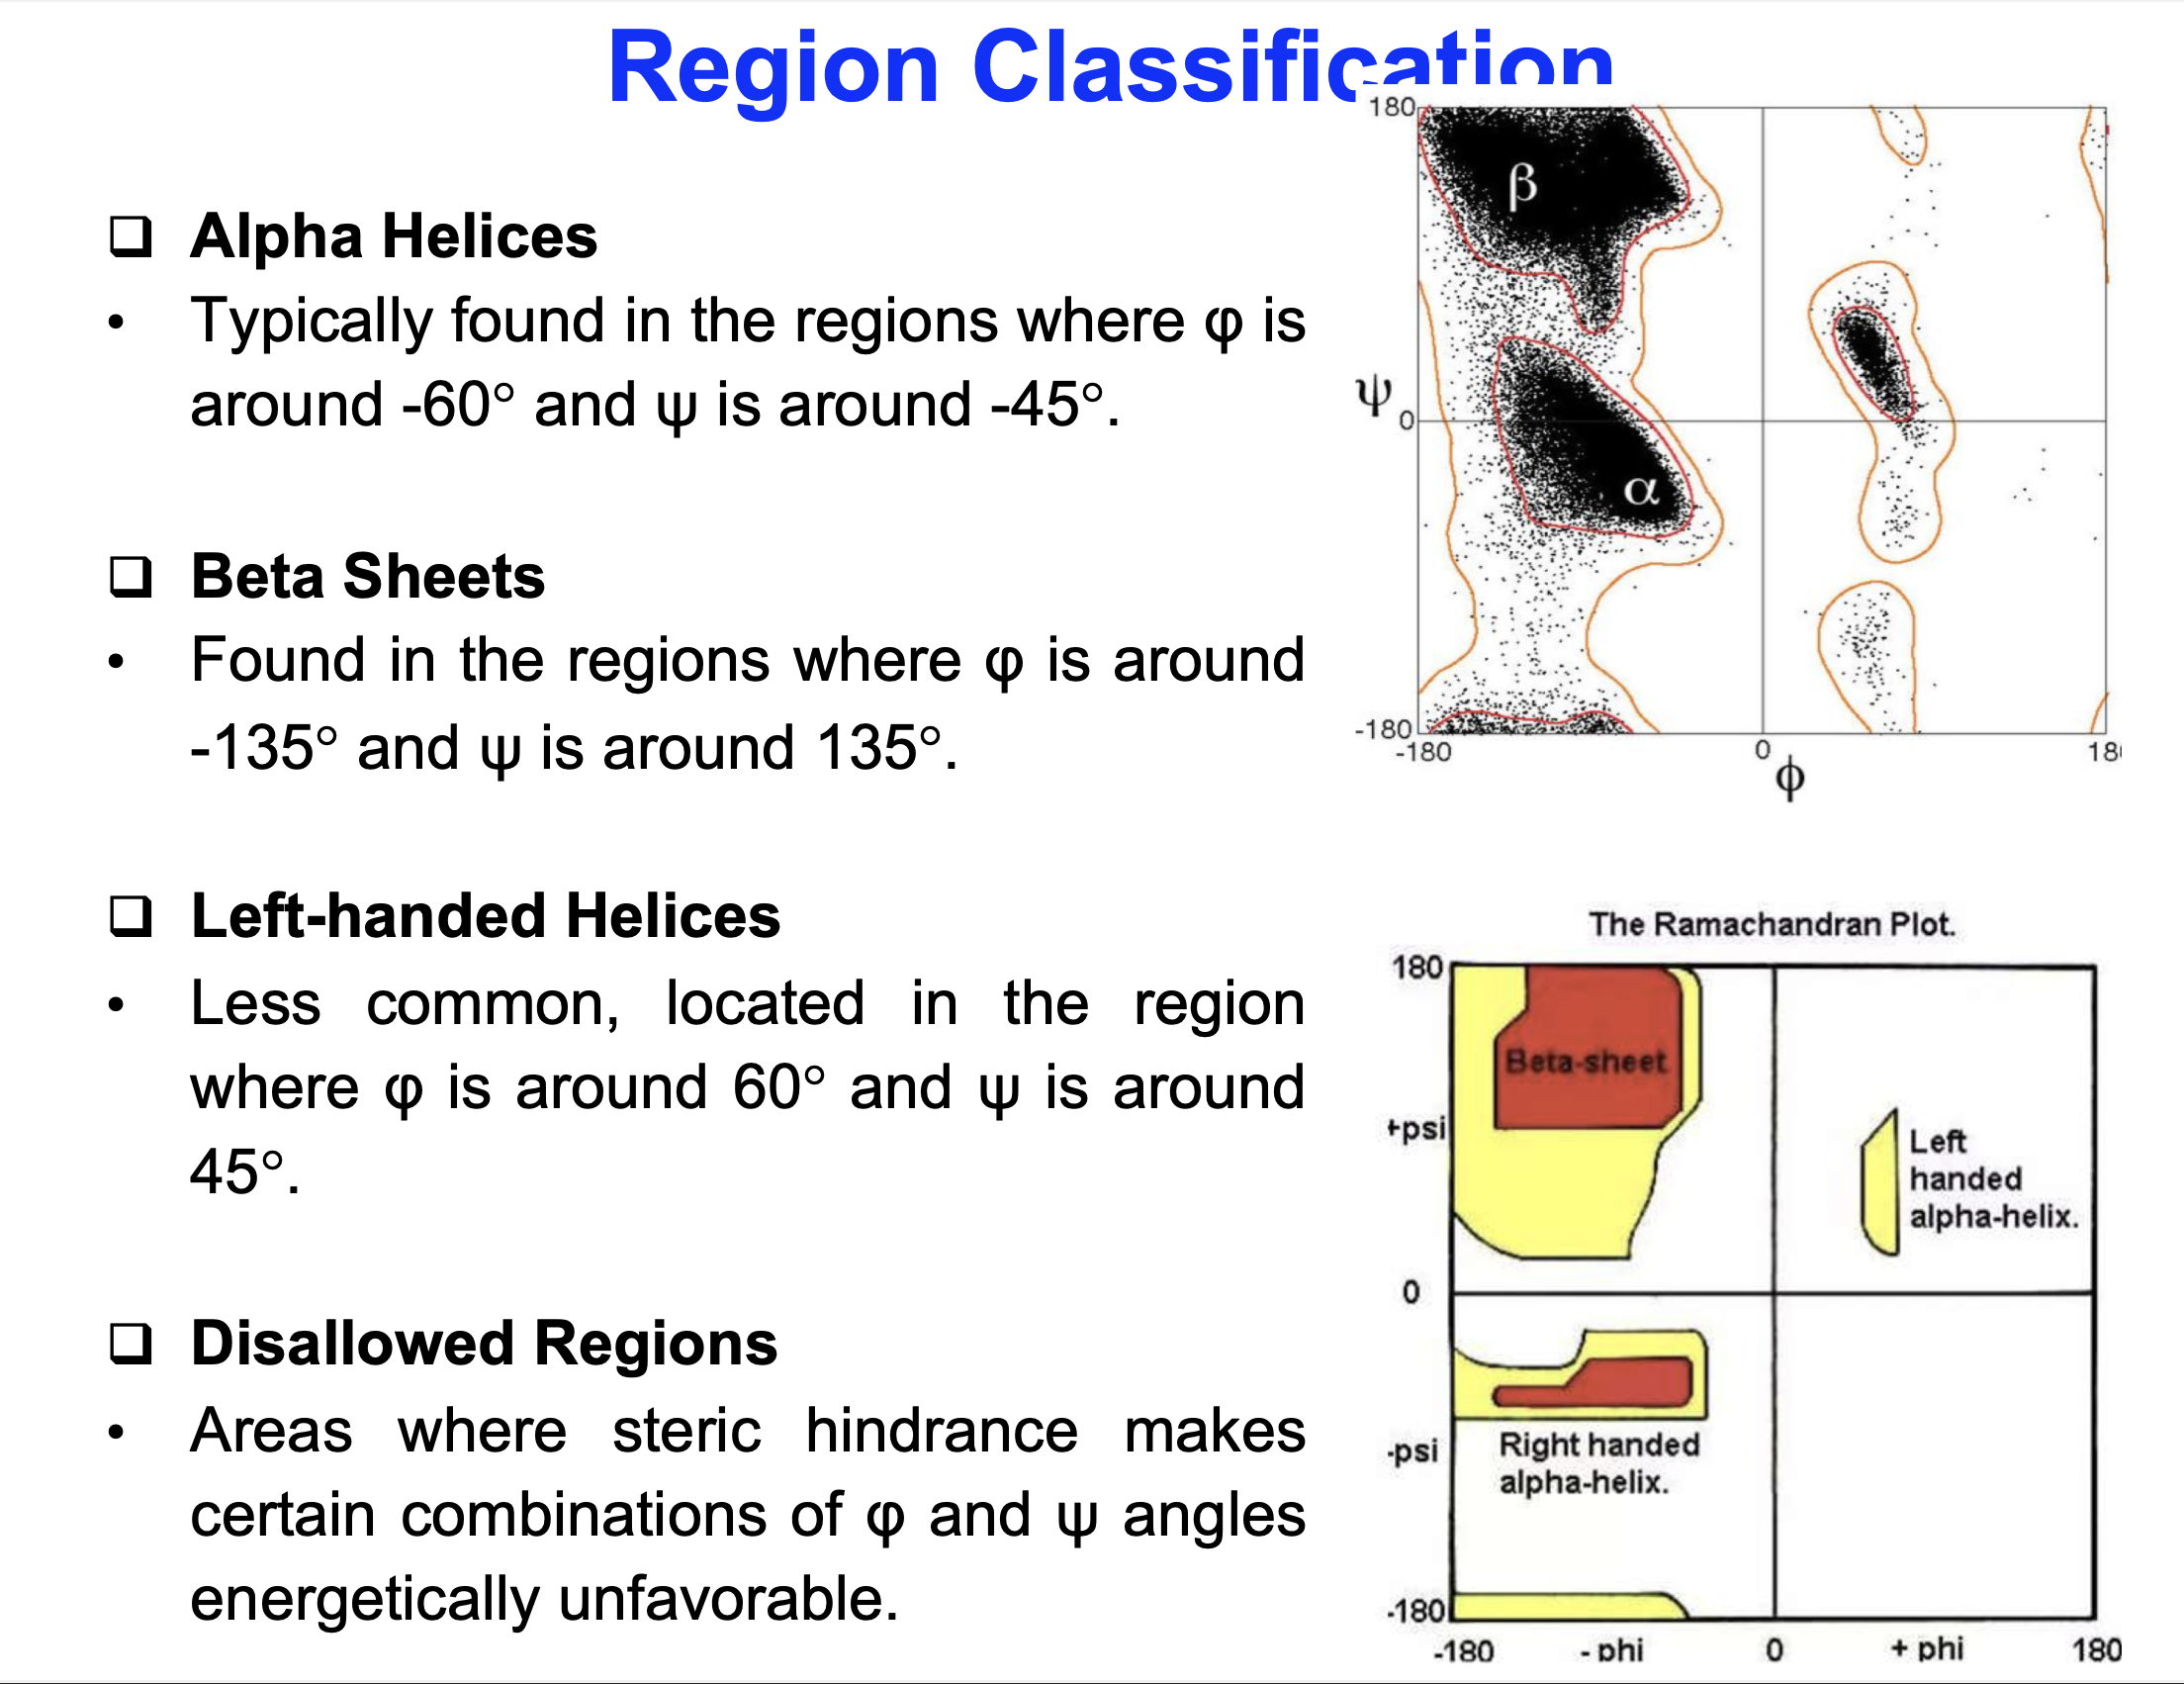 Region Classification
❑ Alpha Helices
• Typically found in the regions where φ is
around -60° and ψ is around -45°.
❑ Beta Sheets
• Found in the regions where φ is around
-135° and ψ is around 135°.
❑ Left-handed Helices
• Less common, located in the region
where φ is around 60° and ψ is around
45°.
❑ Disallowed Regions
• Areas where steric hindrance makes
certain combinations of φ and ψ angles
energetically unfavorable.
180
β
ψ
0
α
-180
-180
0
18
ϕ
The Ramachandran Plot.
180
Beta-sheet
+psi
Left
handed
alpha-helix.
0
-psi
Right handed
alpha-helix.
-180
-180
- phi
0
+ phi
180